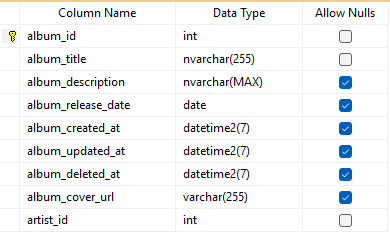 Column Name Data Type Allow Nulls
album_id int
album_title nvarchar(255)
album_description nvarchar(MAX)
album_release_date date
album_created_at datetime2(7)
album_updated_at datetime2(7)
album_deleted_at datetime2(7)
album_cover_url varchar(255)
artist_id int